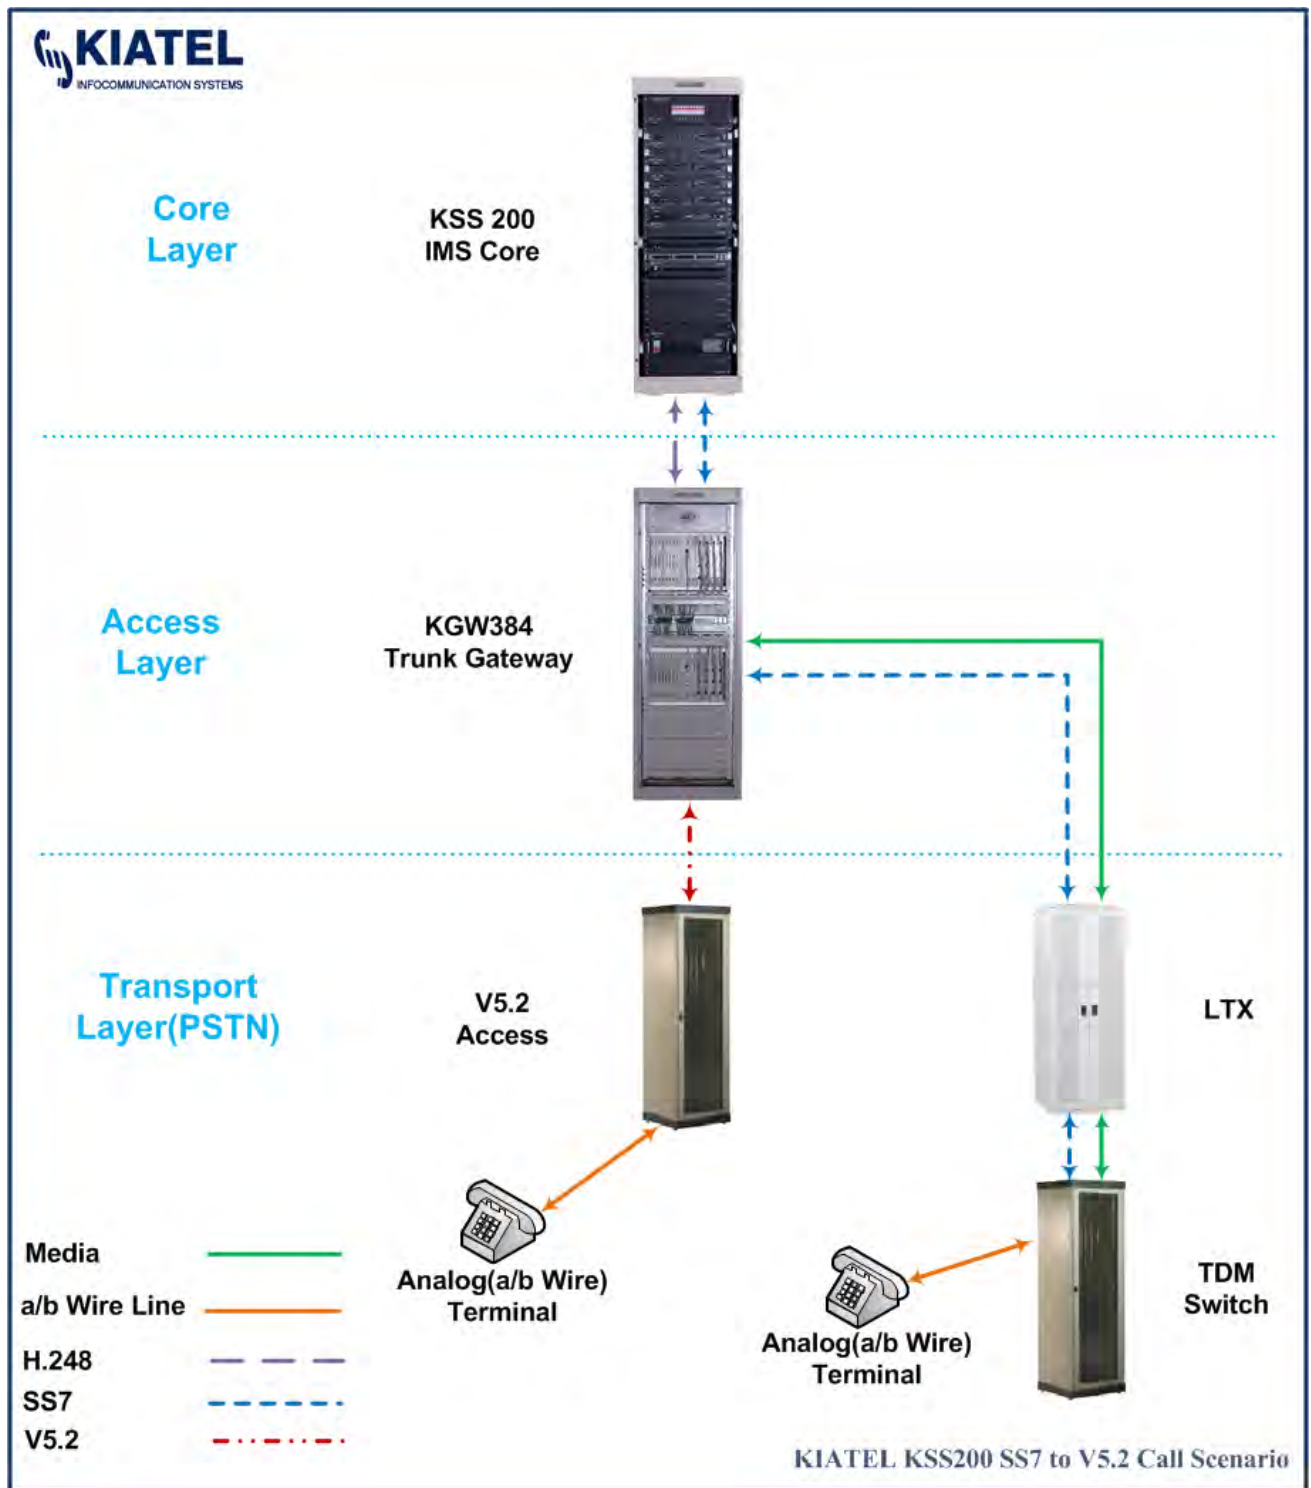 KIATEL
INFOCOMMUNICATION SYSTEMS
Core
Layer
KSS 200
IMS Core
Access
Layer
KGW384
Trunk Gateway
Transport
Layer(PSTN)
V5.2
Access
LTX
Analog(a/b Wire)
Terminal
Analog(a/b Wire)
Terminal
TDM
Switch
Media
a/b Wire Line
H.248
SS7
V5.2
KIATEL KSS200 SS7 to V5.2 Call Scenario